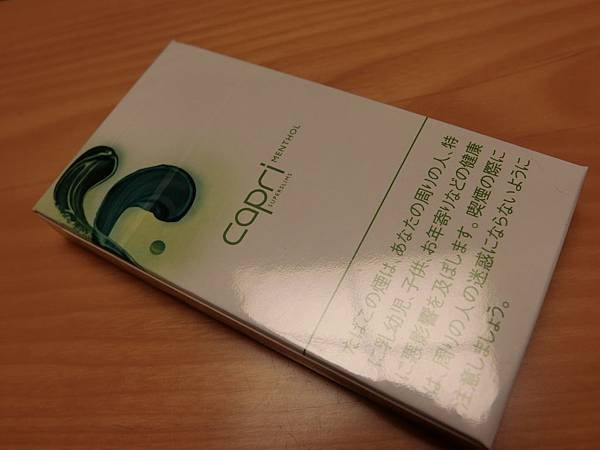 capri MENTHOL
SUPERSLIMS
たばこの煙は、あなたの周りの人、特
に乳幼児、子供、お年寄りなどの健康
に悪影響を及ぼします。喫煙の際に
は、周りの人の迷惑にならないように
注意しましょう。